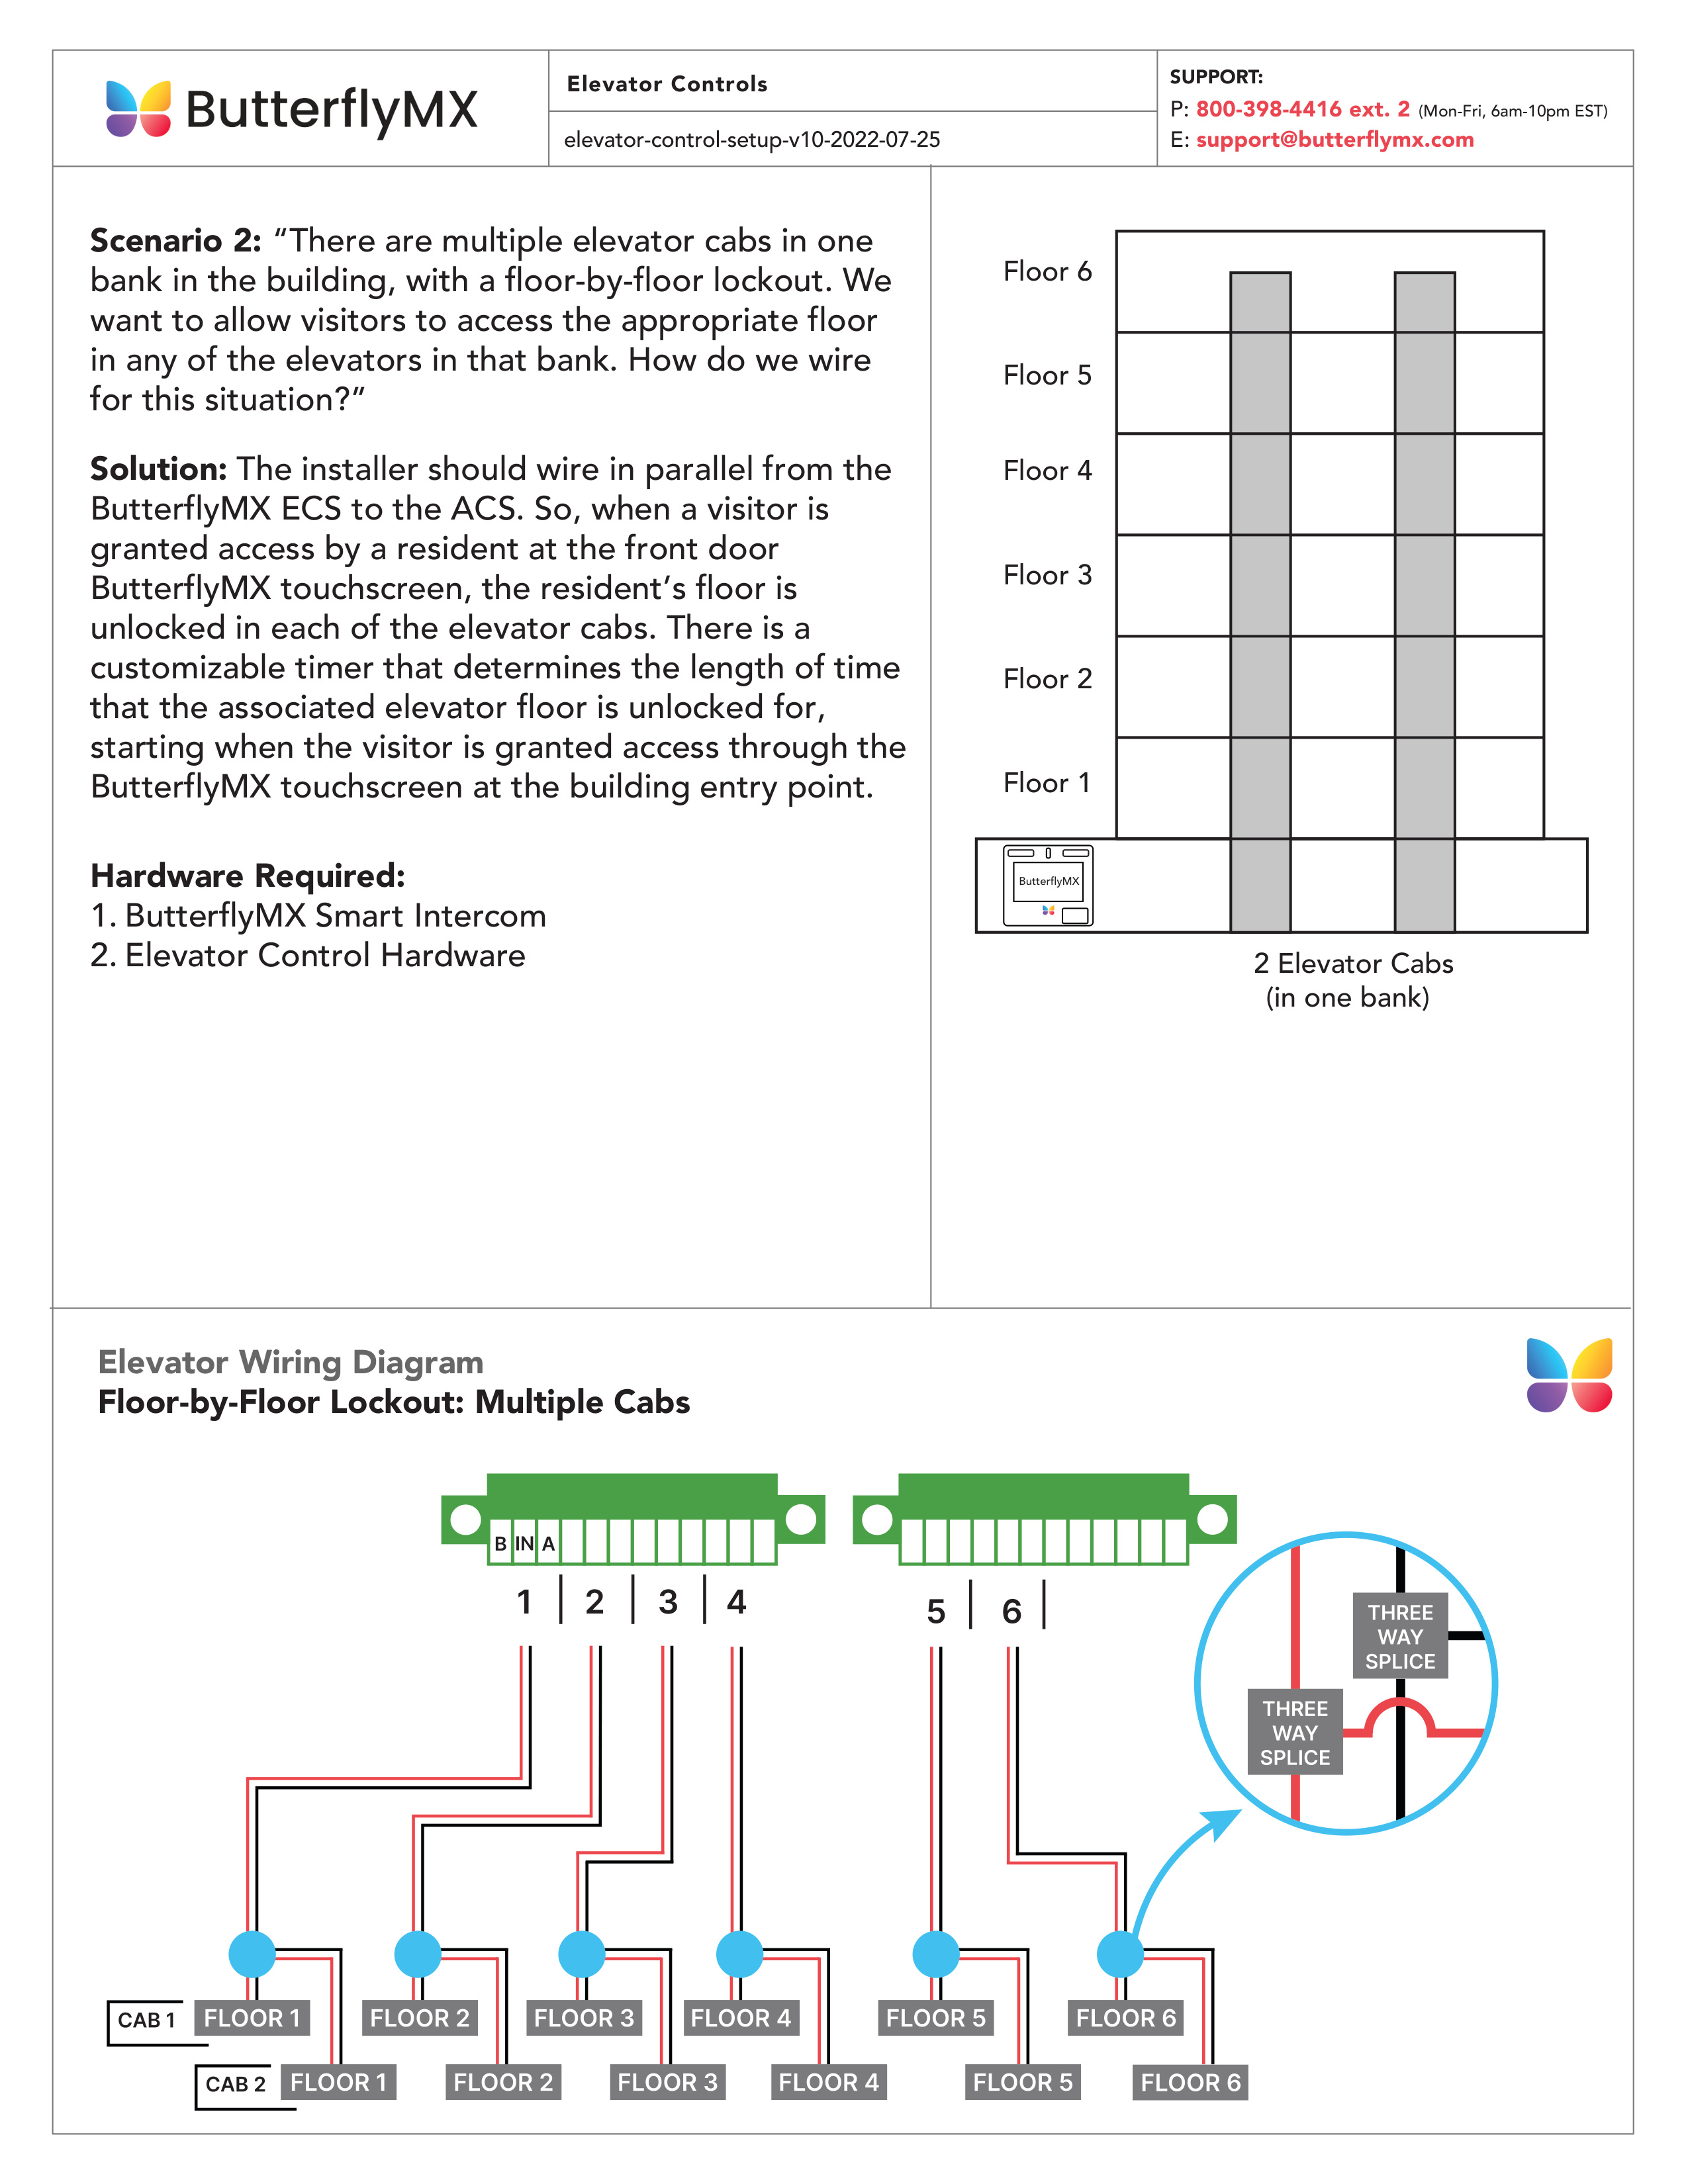 ButterflyMX
Elevator Controls
elevator-control-setup-v10-2022-07-25
SUPPORT:
P: 800-398-4416 ext. 2 (Mon-Fri, 6am-10pm EST)
E: support@butterflymx.com
Scenario 2: “There are multiple elevator cabs in one
bank in the building, with a floor-by-floor lockout. We
want to allow visitors to access the appropriate floor
in any of the elevators in that bank. How do we wire
for this situation?”
Solution: The installer should wire in parallel from the
ButterflyMX ECS to the ACS. So, when a visitor is
granted access by a resident at the front door
ButterflyMX touchscreen, the resident’s floor is
unlocked in each of the elevator cabs. There is a
customizable timer that determines the length of time
that the associated elevator floor is unlocked for,
starting when the visitor is granted access through the
ButterflyMX touchscreen at the building entry point.
Hardware Required:
1. ButterflyMX Smart Intercom
2. Elevator Control Hardware
Floor 6
Floor 5
Floor 4
Floor 3
Floor 2
Floor 1
ButterflyMX
2 Elevator Cabs
(in one bank)
Elevator Wiring Diagram
Floor-by-Floor Lockout: Multiple Cabs
B IN A
1 2 3 4
5 6
THREE
WAY
SPLICE
THREE
WAY
SPLICE
CAB 1 FLOOR 1 FLOOR 2 FLOOR 3 FLOOR 4 FLOOR 5 FLOOR 6
CAB 2 FLOOR 1 FLOOR 2 FLOOR 3 FLOOR 4 FLOOR 5 FLOOR 6